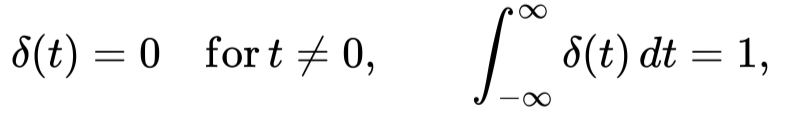 δ(t) = 0 for t ≠ 0, ∫_{-∞}^{∞} δ(t) dt = 1,